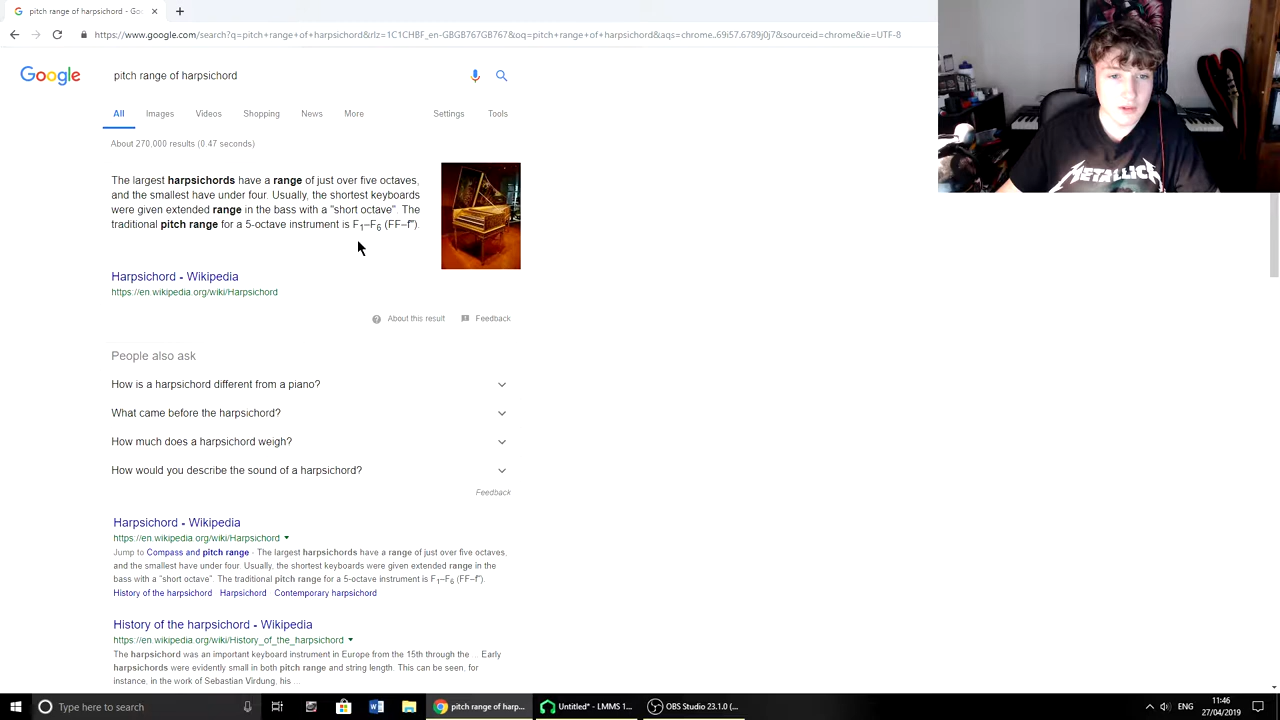 pitch range of harpsichord - Goo
https://www.google.com/search?q=pitch+range+of+harpsichord&rlz=1C1CHBF_en-GBGB767GB767&oq=pitch+range+of+harpsichord&aqs=chrome..69i57.6789j0j7&sourceid=chrome&ie=UTF-8
Google
pitch range of harpsichord
All Images Videos Shopping News More Settings Tools
About 270,000 results (0.47 seconds)
The largest harpsichords have a range of just over five octaves,
and the smallest have under four. Usually, the shortest keyboards
were given extended range in the bass with a "short octave". The
traditional pitch range for a 5-octave instrument is F1–F6 (FF–f‴).
Harpsichord - Wikipedia
https://en.wikipedia.org/wiki/Harpsichord
About this result Feedback
People also ask
How is a harpsichord different from a piano?
What came before the harpsichord?
How much does a harpsichord weigh?
How would you describe the sound of a harpsichord?
Feedback
Harpsichord - Wikipedia
https://en.wikipedia.org/wiki/Harpsichord
Jump to Compass and pitch range - The largest harpsichords have a range of just over five octaves,
and the smallest have under four. Usually, the shortest keyboards were given extended range in the
bass with a "short octave". The traditional pitch range for a 5-octave instrument is F1–F6 (FF–f‴).
History of the harpsichord Harpsichord Contemporary harpsichord
History of the harpsichord - Wikipedia
https://en.wikipedia.org/wiki/History_of_the_harpsichord
The harpsichord was an important keyboard instrument in Europe from the 15th through the ... Early
harpsichords were evidently small in both pitch range and string length. This can be seen, for
instance, in the work of Sebastian Virdung, his ...
METALLICA
Type here to search
pitch range of harp...
Untitled* - LMMS 1....
OBS Studio 23.1.0 (...
ENG
11:46
27/04/2019